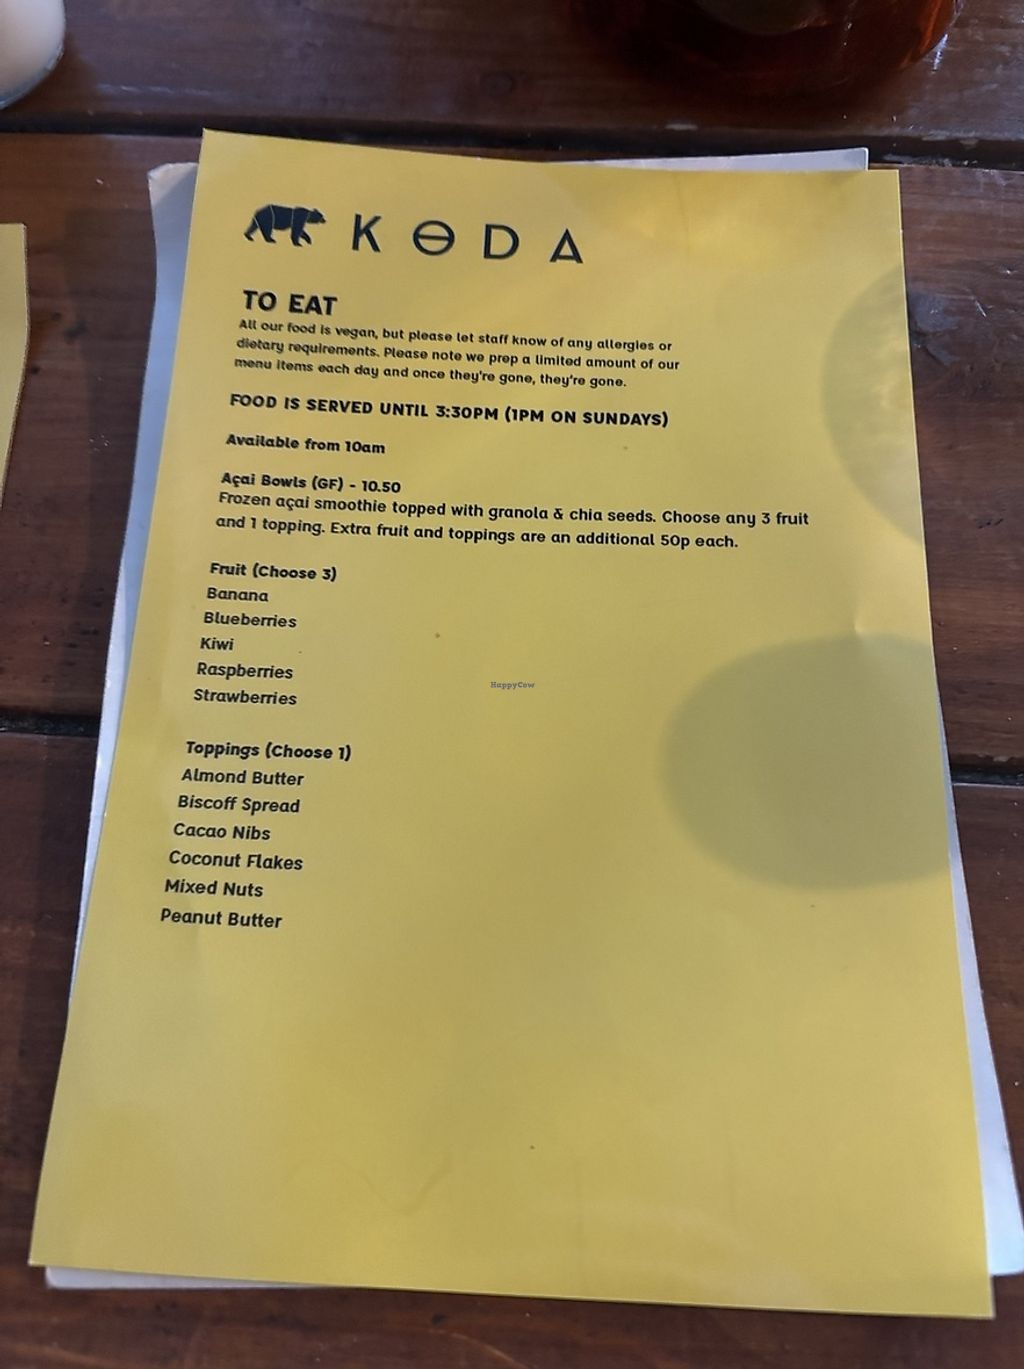 KODA
TO EAT
All our food is vegan, but please let staff know of any allergies or
dietary requirements. Please note we prep a limited amount of our
menu items each day and once they're gone, they're gone.
FOOD IS SERVED UNTIL 3:30PM (1PM ON SUNDAYS)
Available from 10am
Açai Bowls (GF) - 10.50
Frozen açai smoothie topped with granola & chia seeds. Choose any 3 fruit
and 1 topping. Extra fruit and toppings are an additional 50p each.
Fruit (Choose 3)
Banana
Blueberries
Kiwi
Raspberries
Strawberries
HappyCow
Toppings (Choose 1)
Almond Butter
Biscoff Spread
Cacao Nibs
Coconut Flakes
Mixed Nuts
Peanut Butter